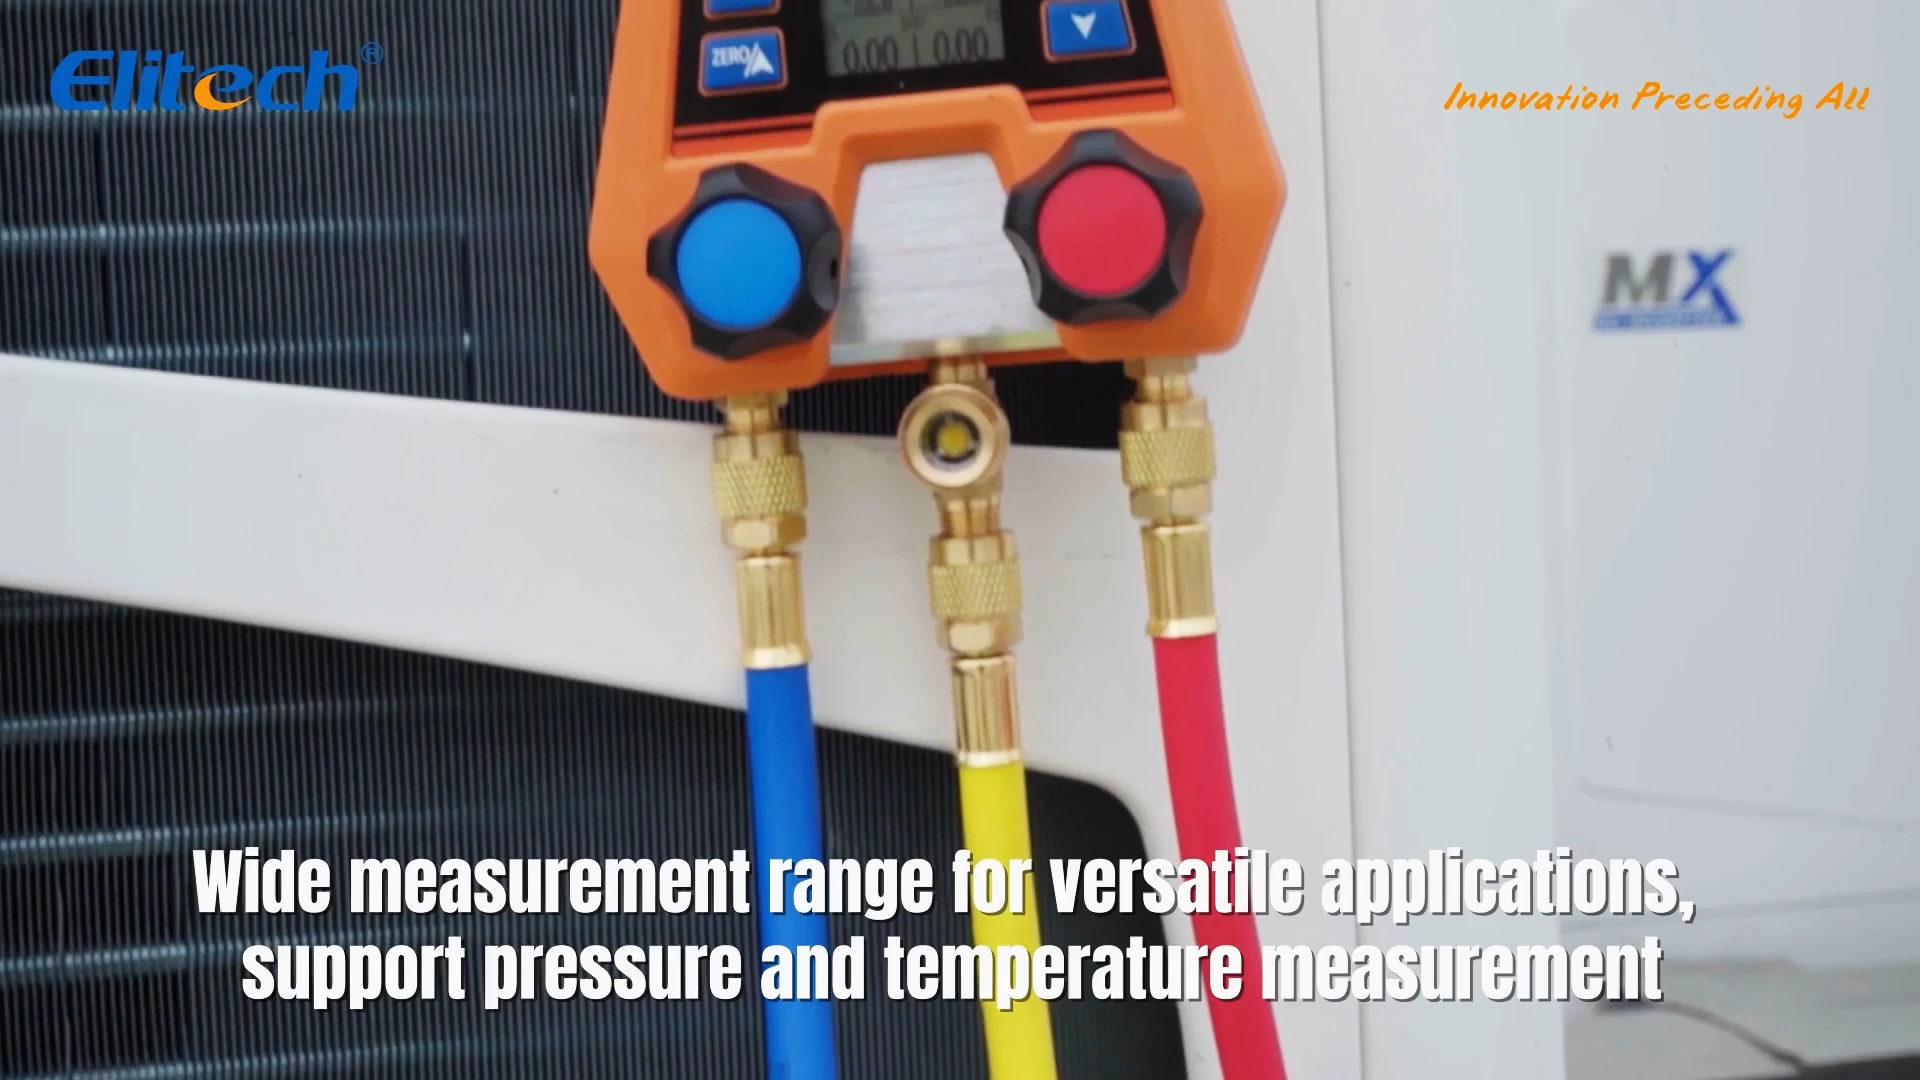 Elitech®
Innovation Preceding All
ZERO
0.00 0.00
MX
Wide measurement range for versatile applications,
support pressure and temperature measurement